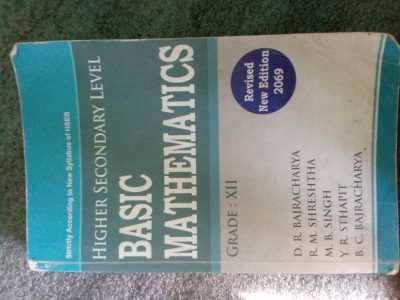 Strictly According to New Syllabus of HSEB
HIGHER SECONDARY LEVEL
BASIC
MATHEMATICS
Revised
New Edition
2069
GRADE : XII
D. R. BAJRACHARYA
R. M. SHRESHTHA
M. B. SINGH
Y. R. STHAPIT
B. C. BAJRACHARYA